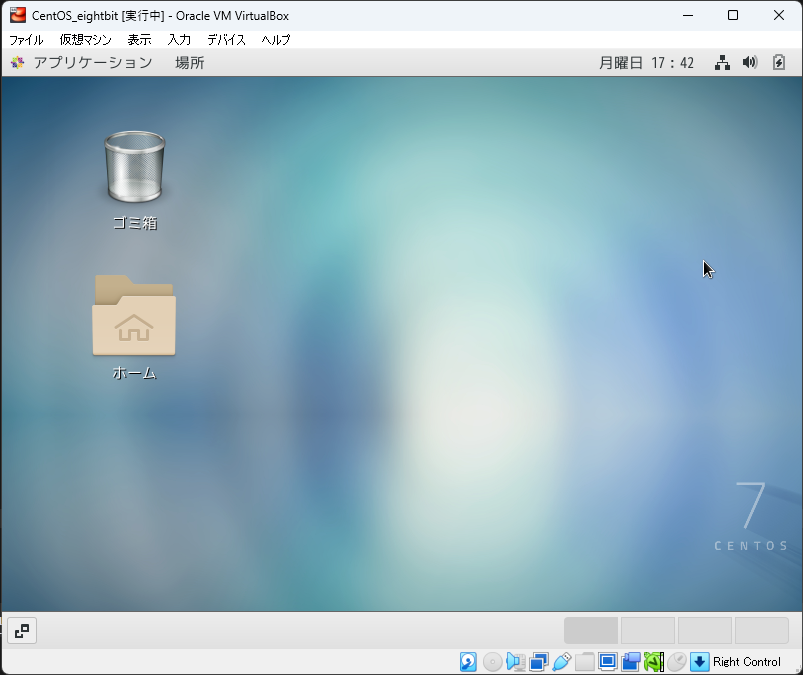 CentOS_eightbit [実行中] - Oracle VM VirtualBox
ファイル 仮想マシン 表示 入力 デバイス ヘルプ
アプリケーション 場所 月曜日 17：42
ゴミ箱
ホーム
7
CENTOS
Right Control